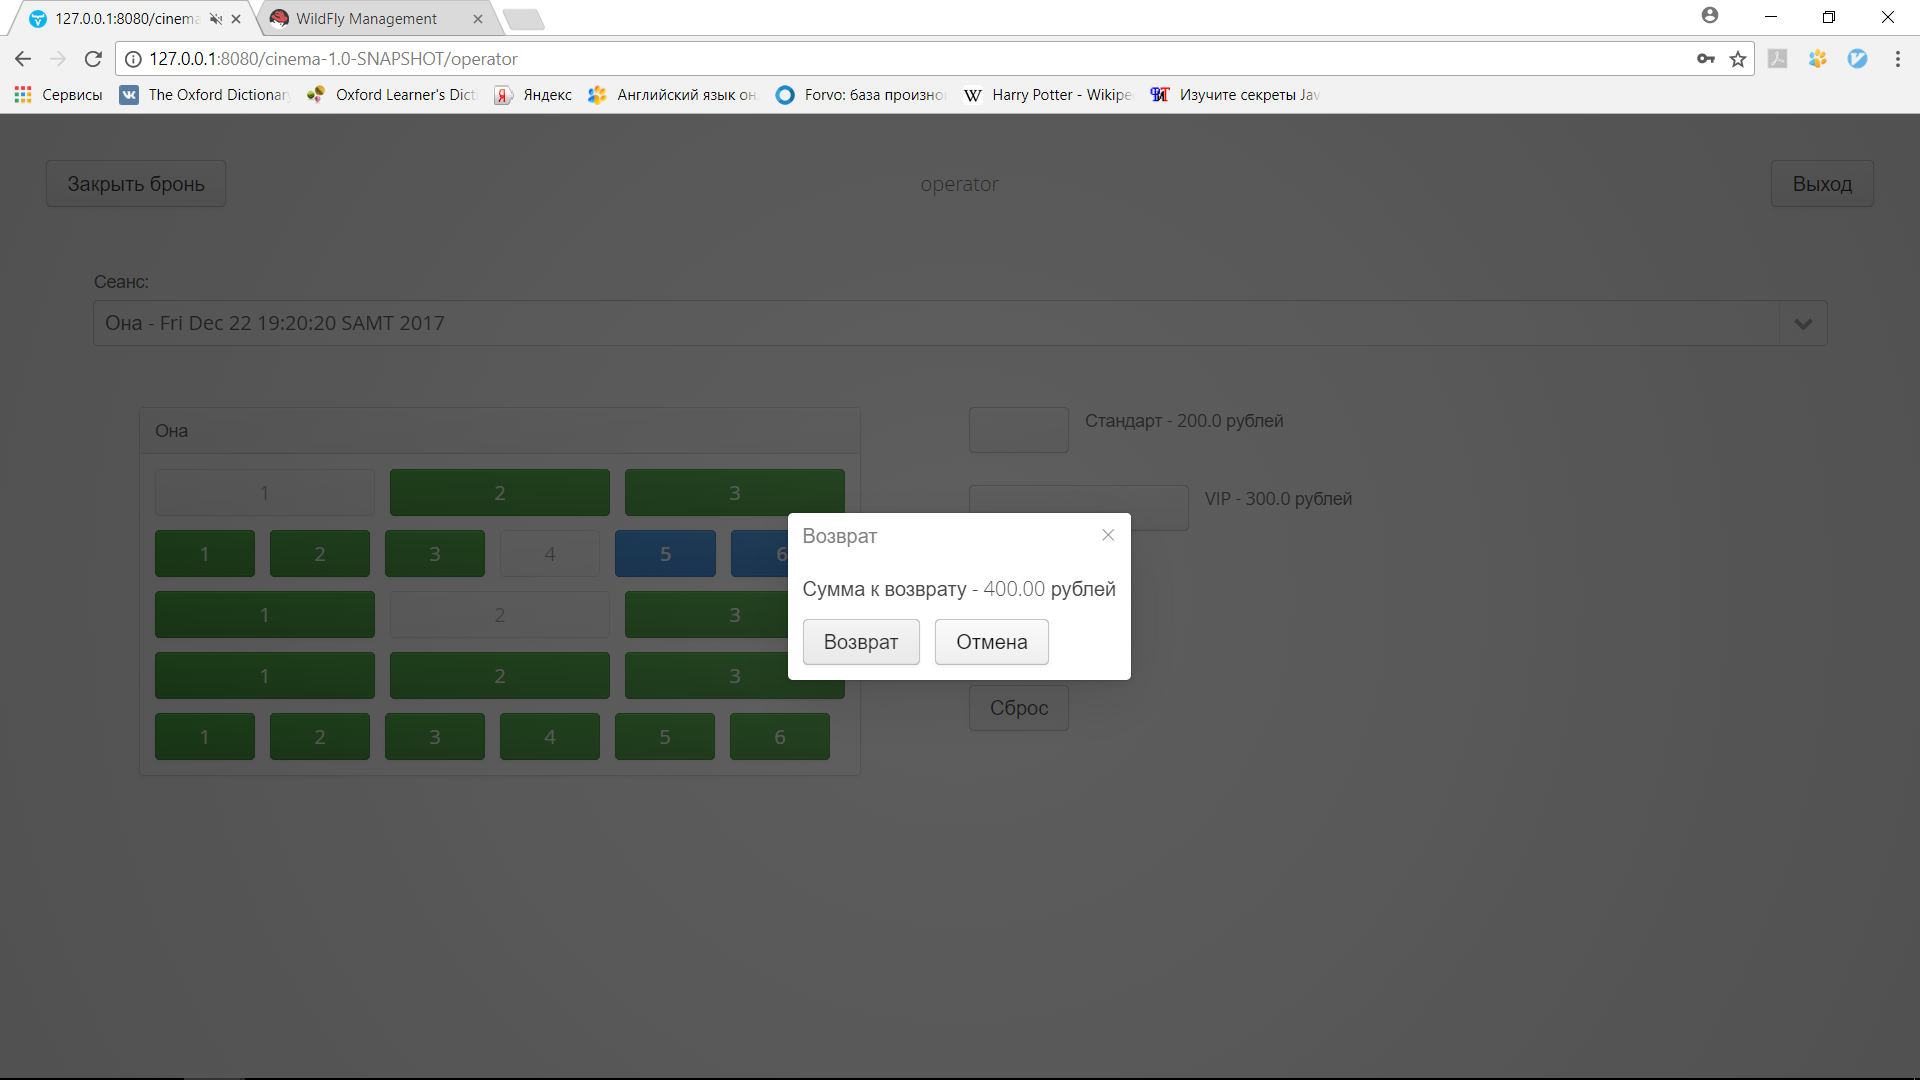 127.0.0.1:8080/cinema
WildFly Management
127.0.0.1:8080/cinema-1.0-SNAPSHOT/operator
Сервисы
The Oxford Dictionar
Oxford Learner's Dict
Яндекс
Английский язык он
Forvo: база произно
Harry Potter - Wikipe
Изучите секреты Jav
Закрыть бронь
operator
Выход
Сеанс:
Она - Fri Dec 22 19:20:20 SAMT 2017
Она
1 2 3
1 2 3 4 5 6
1 2 3
1 2 3
1 2 3 4 5 6
Стандарт - 200.0 рублей
VIP - 300.0 рублей
Возврат
Сумма к возврату - 400.00 рублей
Возврат
Отмена
Сброс